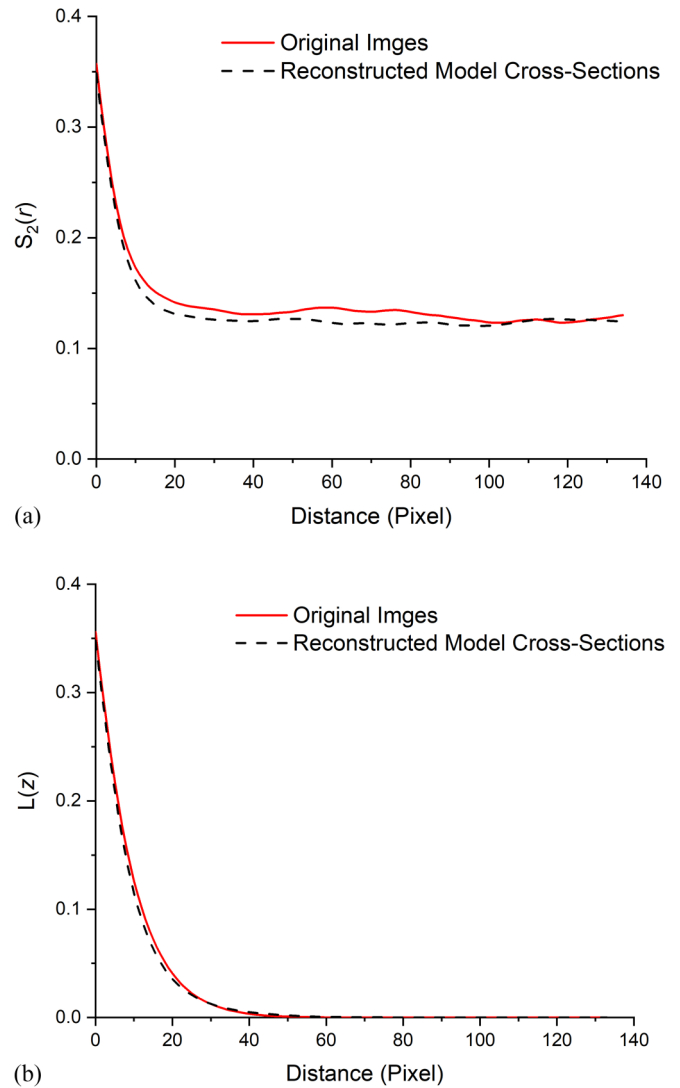 0.4
Original Imges
Reconstructed Model Cross-Sections
0.3
S2(r)
0.2
0.1
0.0
0 20 40 60 80 100 120 140
(a) Distance (Pixel)
0.4
Original Imges
Reconstructed Model Cross-Sections
0.3
L(z)
0.2
0.1
0.0
0 20 40 60 80 100 120 140
(b) Distance (Pixel)